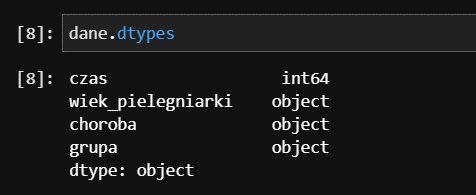 [8]: dane.dtypes
[8]: czas int64
wiek_pielegniarki object
choroba object
grupa object
dtype: object